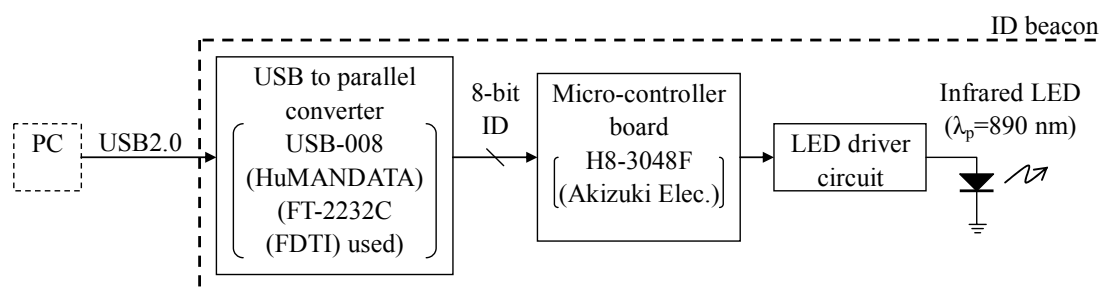 ID beacon
PC
USB2.0
USB to parallel
converter
USB-008
(HuMANDATA)
(FT-2232C
(FDTI) used)
8-bit
ID
Micro-controller
board
H8-3048F
(Akizuki Elec.)
LED driver
circuit
Infrared LED
(λp=890 nm)